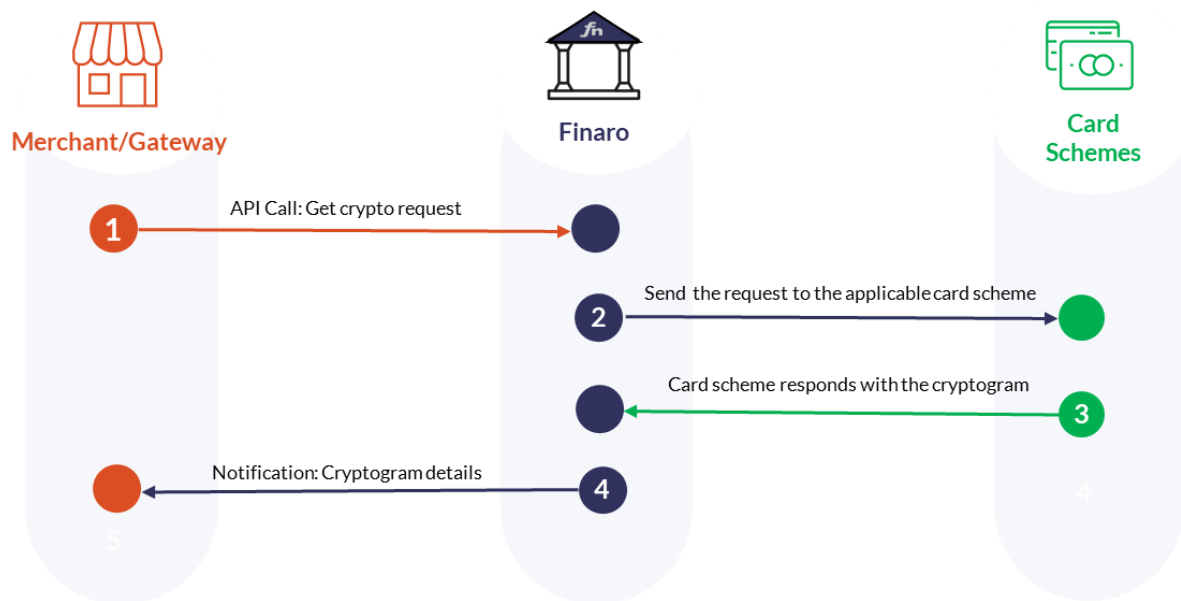 fn
Merchant/Gateway
Finaro
Card
Schemes
API Call: Get crypto request
1
Send the request to the applicable card scheme
2
Card scheme responds with the cryptogram
3
Notification: Cryptogram details
4
4
5